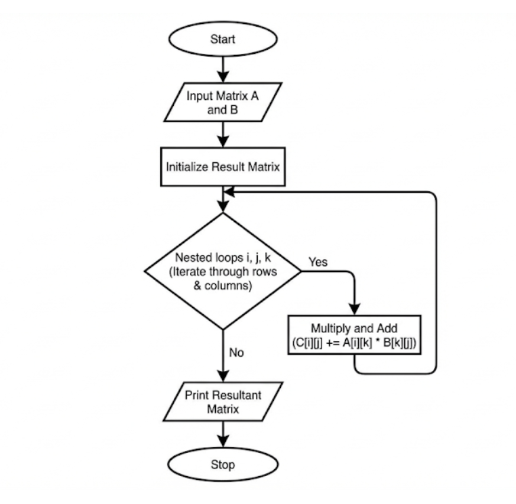 Start
Input Matrix A
and B
Initialize Result Matrix
Nested loops i, j, k
(Iterate through rows
& columns)
Yes
Multiply and Add
(C[i][j] += A[i][k] * B[k][j])
No
Print Resultant
Matrix
Stop